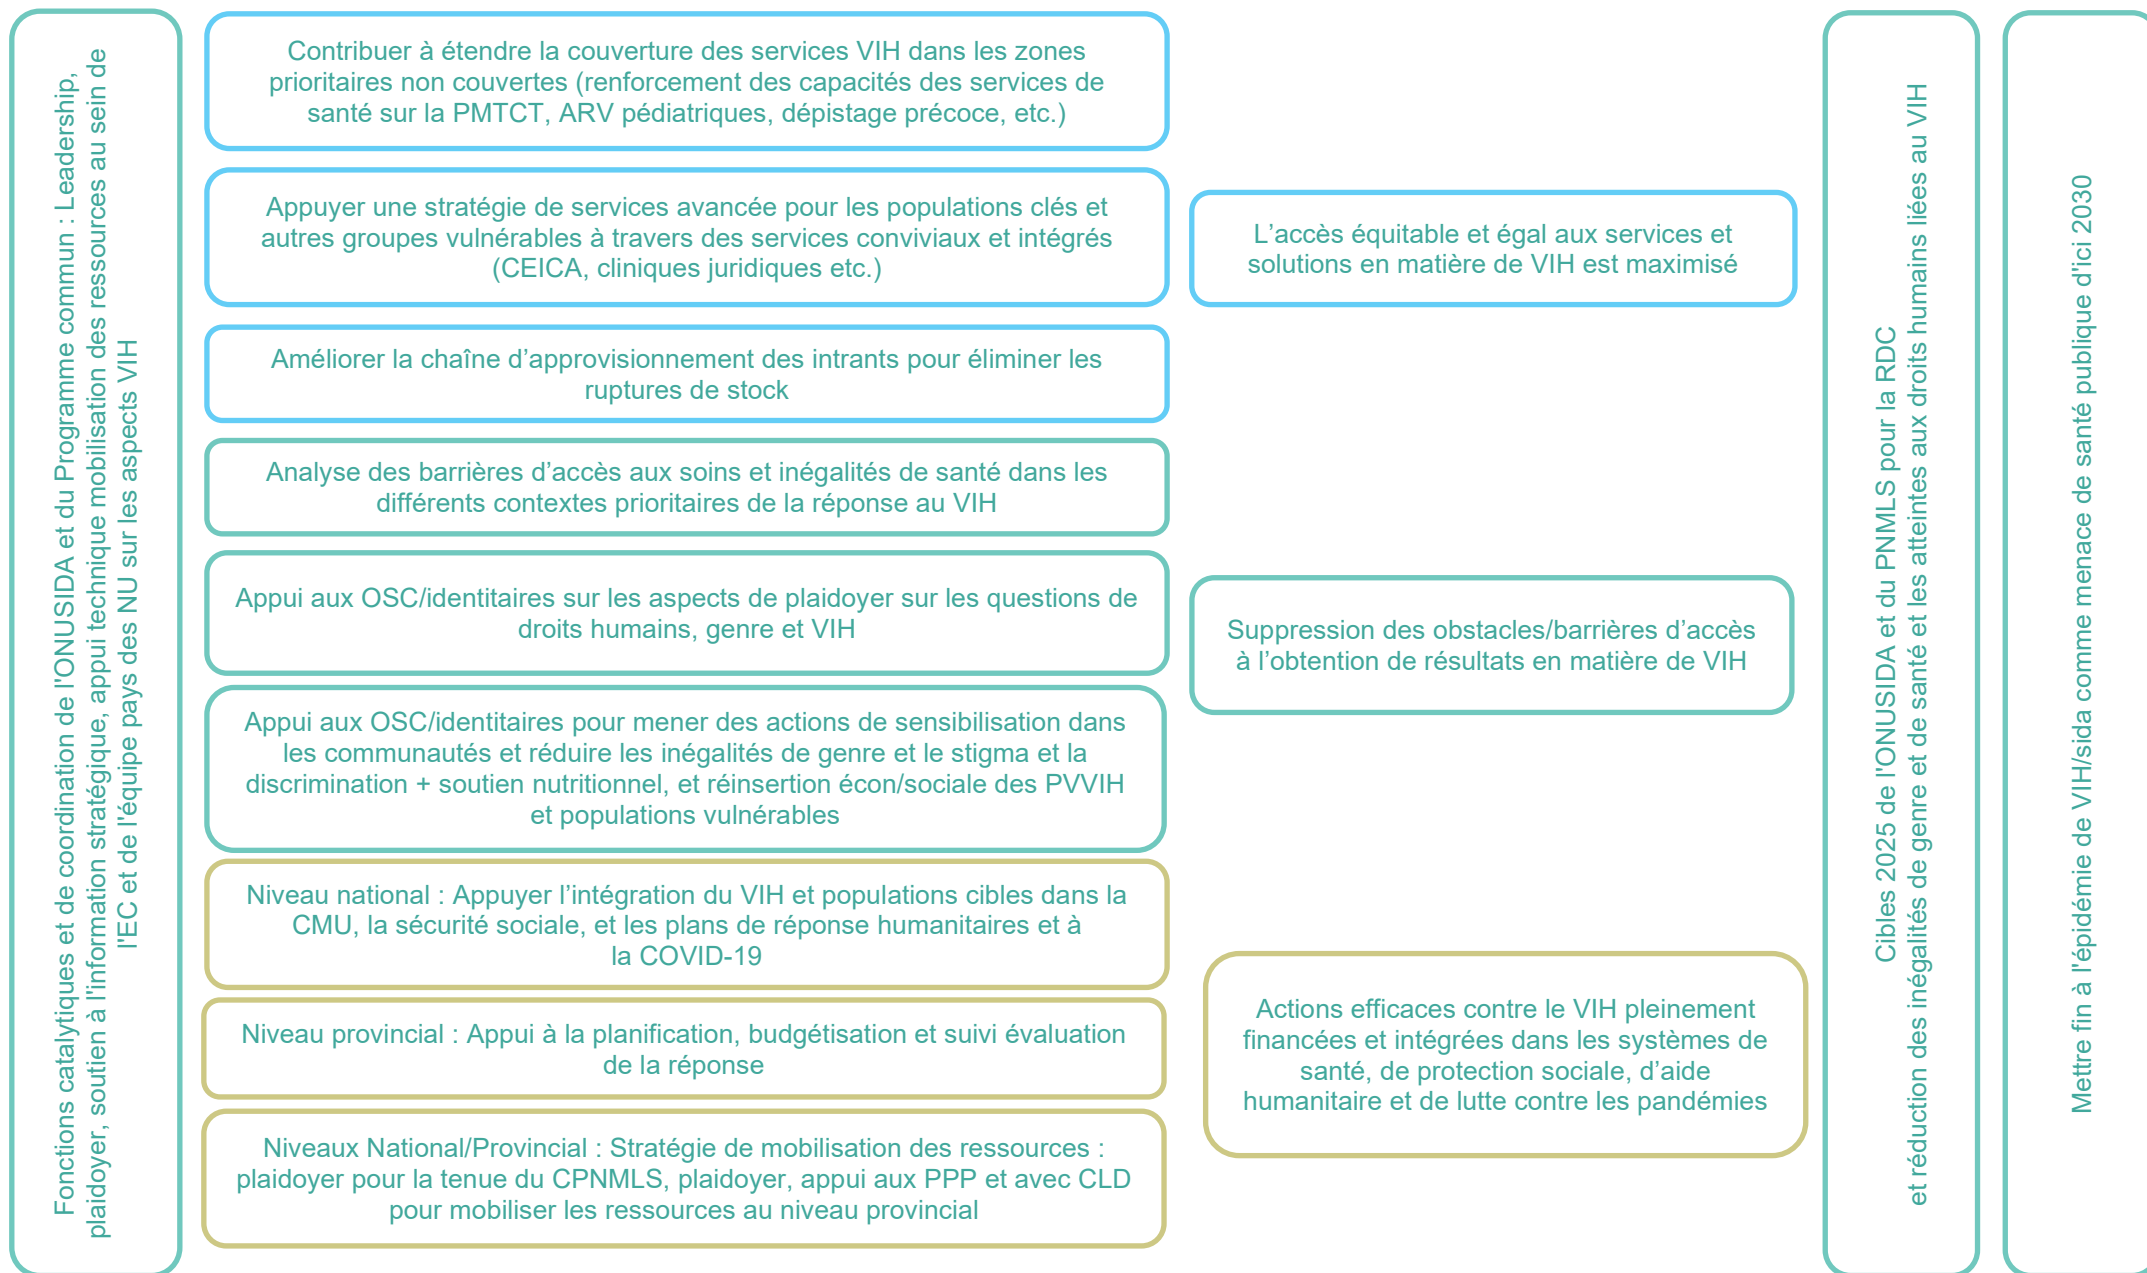 Fonctions catalytiques et de coordination de l'ONUSIDA et du Programme commun : Leadership,
plaidoyer, soutien à l'information stratégique, appui technique mobilisation des ressources au sein de
l'EC et de l'équipe pays des NU sur les aspects VIH
Contribuer à étendre la couverture des services VIH dans les zones
prioritaires non couvertes (renforcement des capacités des services de
santé sur la PMTCT, ARV pédiatriques, dépistage précoce, etc.)
Appuyer une stratégie de services avancée pour les populations clés et
autres groupes vulnérables à travers des services conviviaux et intégrés
(CEICA, cliniques juridiques etc.)
Améliorer la chaîne d’approvisionnement des intrants pour éliminer les
ruptures de stock
Analyse des barrières d’accès aux soins et inégalités de santé dans les
différents contextes prioritaires de la réponse au VIH
Appui aux OSC/identitaires sur les aspects de plaidoyer sur les questions de
droits humains, genre et VIH
Appui aux OSC/identitaires pour mener des actions de sensibilisation dans
les communautés et réduire les inégalités de genre et le stigma et la
discrimination + soutien nutritionnel, et réinsertion écon/sociale des PVVIH
et populations vulnérables
Niveau national : Appuyer l’intégration du VIH et populations cibles dans la
CMU, la sécurité sociale, et les plans de réponse humanitaires et à
la COVID-19
Niveau provincial : Appui à la planification, budgétisation et suivi évaluation
de la réponse
Niveaux National/Provincial : Stratégie de mobilisation des ressources :
plaidoyer pour la tenue du CPNMLS, plaidoyer, appui aux PPP et avec CLD
pour mobiliser les ressources au niveau provincial
L’accès équitable et égal aux services et
solutions en matière de VIH est maximisé
Suppression des obstacles/barrières d’accès
à l’obtention de résultats en matière de VIH
Actions efficaces contre le VIH pleinement
financées et intégrées dans les systèmes de
santé, de protection sociale, d’aide
humanitaire et de lutte contre les pandémies
Cibles 2025 de l'ONUSIDA et du PNMLS pour la RDC
et réduction des inégalités de genre et de santé et les atteintes aux droits humains liées au VIH
Mettre fin à l'épidémie de VIH/sida comme menace de santé publique d'ici 2030